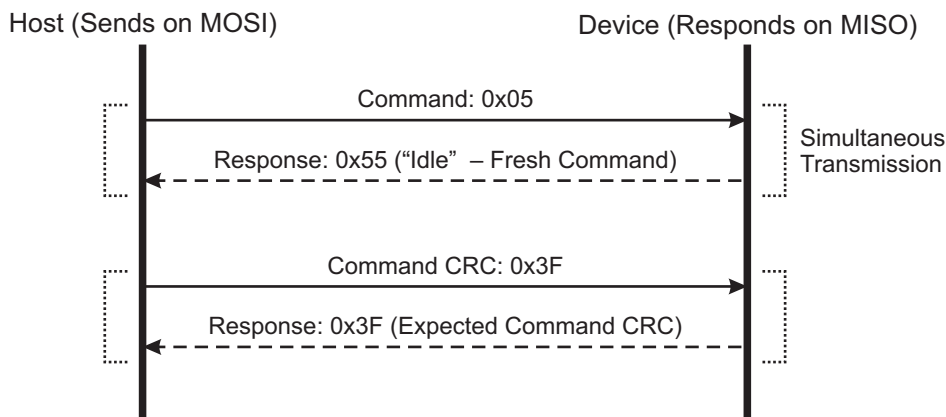 Host (Sends on MOSI)
Device (Responds on MISO)
Command: 0x05
Response: 0x55 (“Idle” – Fresh Command)
Simultaneous
Transmission
Command CRC: 0x3F
Response: 0x3F (Expected Command CRC)